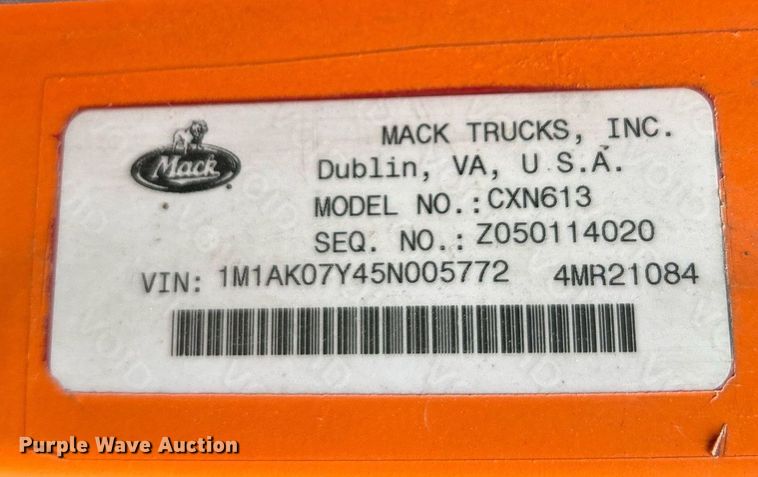 Mack
MACK TRUCKS, INC.
Dublin, VA, U S.A.
MODEL NO.: CXN613
SEQ. NO.: Z050114020
VIN: 1M1AK07Y45N005772 4MR21084
Purple Wave Auction